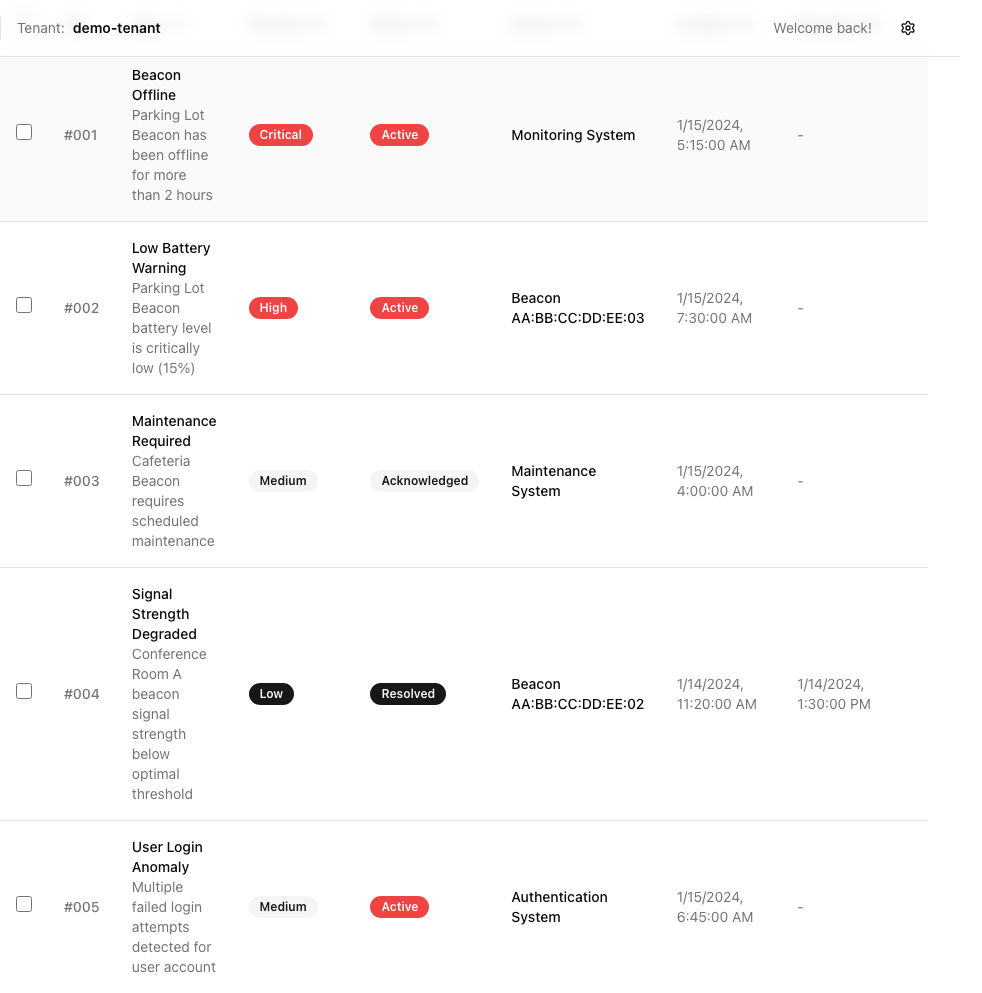 Tenant: demo-tenant
Welcome back!
Beacon
Offline
Parking Lot
Beacon has
been offline
for more
than 2 hours
#001
Critical
Active
Monitoring System
1/15/2024,
5:15:00 AM
-
Low Battery
Warning
Parking Lot
Beacon
battery level
is critically
low (15%)
#002
High
Active
Beacon
AA:BB:CC:DD:EE:03
1/15/2024,
7:30:00 AM
-
Maintenance
Required
Cafeteria
Beacon
requires
scheduled
maintenance
#003
Medium
Acknowledged
Maintenance
System
1/15/2024,
4:00:00 AM
-
Signal
Strength
Degraded
Conference
Room A
beacon
signal
strength
below
optimal
threshold
#004
Low
Resolved
Beacon
AA:BB:CC:DD:EE:02
1/14/2024,
11:20:00 AM
1/14/2024,
1:30:00 PM
User Login
Anomaly
Multiple
failed login
attempts
detected for
user account
#005
Medium
Active
Authentication
System
1/15/2024,
6:45:00 AM
-